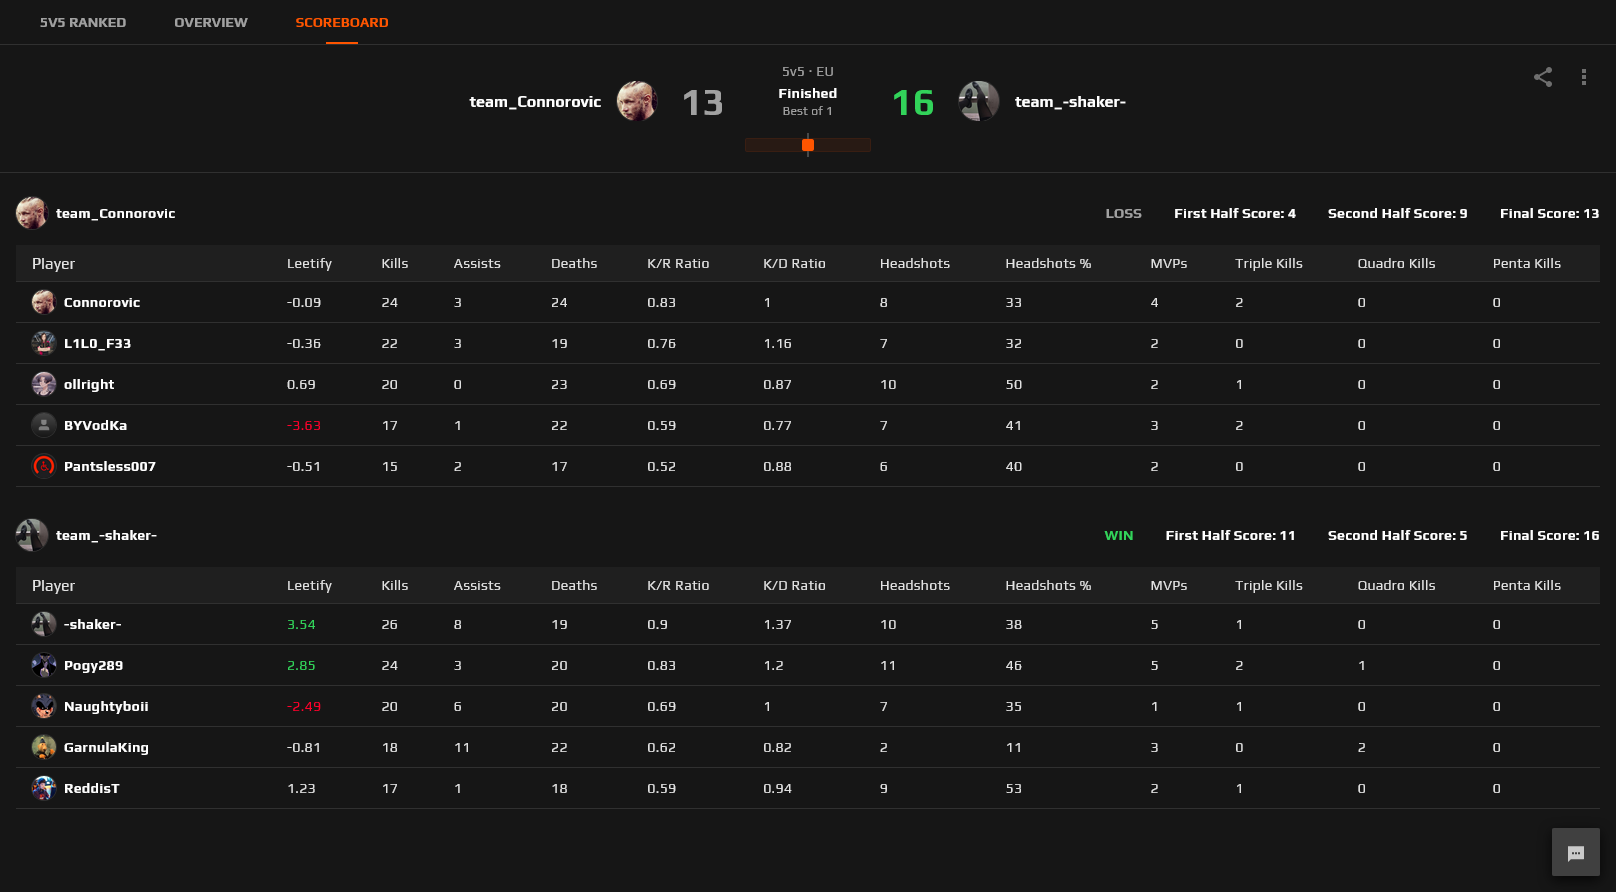 5V5 RANKED OVERVIEW SCOREBOARD
5v5 · EU
team_Connorovic 13 Finished 16 team_-shaker-
Best of 1
team_Connorovic LOSS First Half Score: 4 Second Half Score: 9 Final Score: 13
Player Leetify Kills Assists Deaths K/R Ratio K/D Ratio Headshots Headshots % MVPs Triple Kills Quadro Kills Penta Kills
Connorovic -0.09 24 3 24 0.83 1 8 33 4 2 0 0
L1L0_F33 -0.36 22 3 19 0.76 1.16 7 32 2 0 0 0
ollright 0.69 20 0 23 0.69 0.87 10 50 2 1 0 0
BYVodKa -3.63 17 1 22 0.59 0.77 7 41 3 2 0 0
Pantsless007 -0.51 15 2 17 0.52 0.88 6 40 2 0 0 0
team_-shaker- WIN First Half Score: 11 Second Half Score: 5 Final Score: 16
Player Leetify Kills Assists Deaths K/R Ratio K/D Ratio Headshots Headshots % MVPs Triple Kills Quadro Kills Penta Kills
-shaker- 3.54 26 8 19 0.9 1.37 10 38 5 1 0 0
Pogy289 2.85 24 3 20 0.83 1.2 11 46 5 2 1 0
Naughtyboii -2.49 20 6 20 0.69 1 7 35 1 1 0 0
GarnulaKing -0.81 18 11 22 0.62 0.82 2 11 3 0 2 0
ReddisT 1.23 17 1 18 0.59 0.94 9 53 2 1 0 0